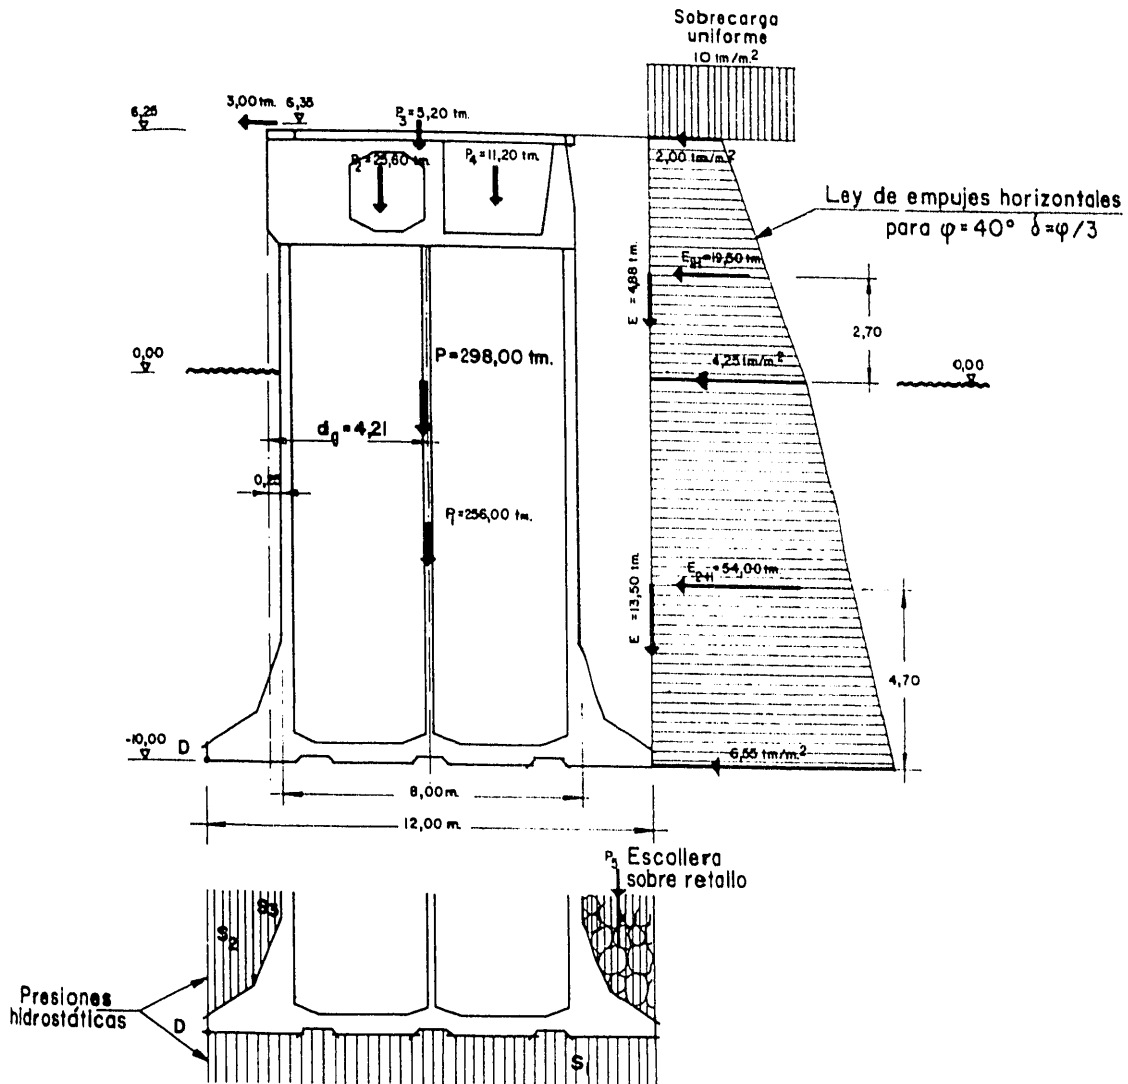 Sobrecarga
uniforme
10 tm/m.²
6,25
3,00 tm.
6,35
P₃=5,20 tm.
P₂=25,60 tm.
P₄=11,20 tm.
2,00 tm/m.²
Ley de empujes horizontales
para φ=40° δ=φ/3
E = 4,88 tm.
=19,50 tm
2,70
0,00
P=298,00 tm.
4,25 tm/m.²
0,00
dg = 4,21
0,25
P₁=256,00 tm.
E = 13,50 tm.
E₂H = 54,00 tm.
4,70
-10,00
D
6,55 tm/m.²
8,00 m.
12,00 m.
P₅ Escollera
sobre retallo
S₃
S₂
Presiones
hidrostáticas
D
S